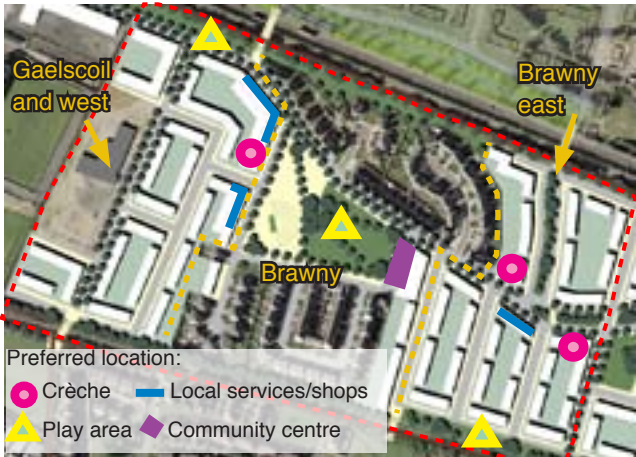 Gaelscoil
and west
Brawny
east
Brawny
Preferred location:
Crèche
Local services/shops
Play area
Community centre